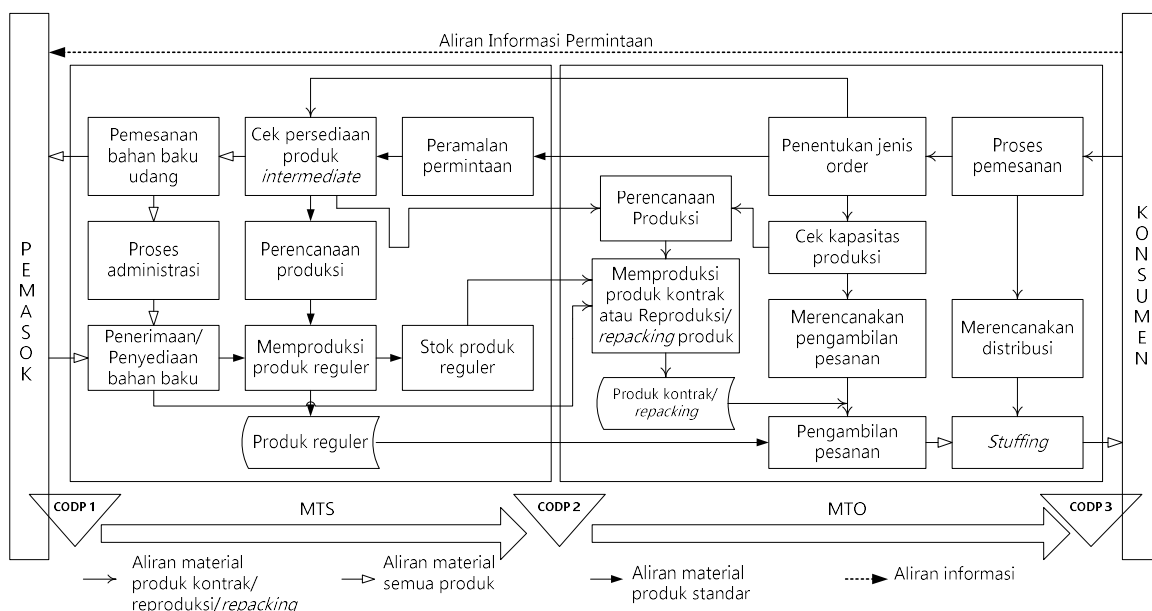 Aliran Informasi Permintaan
PEMASOK
Pemesanan
bahan baku
udang
Cek persediaan
produk
intermediate
Peramalan
permintaan
Penentukan jenis
order
Proses
pemesanan
KONSUMEN
Proses
administrasi
Perencanaan
produksi
Perencanaan
Produksi
Cek kapasitas
produksi
Penerimaan/
Penyediaan
bahan baku
Memproduksi
produk reguler
Stok produk
reguler
Memproduksi
produk kontrak
atau Reproduksi/
repacking produk
Merencanakan
pengambilan
pesanan
Merencanakan
distribusi
Produk reguler
Produk kontrak/
repacking
Pengambilan
pesanan
Stuffing
CODP 1
MTS
CODP 2
MTO
CODP 3
Aliran material
produk kontrak/
reproduksi/repacking
Aliran material
semua produk
Aliran material
produk standar
Aliran informasi